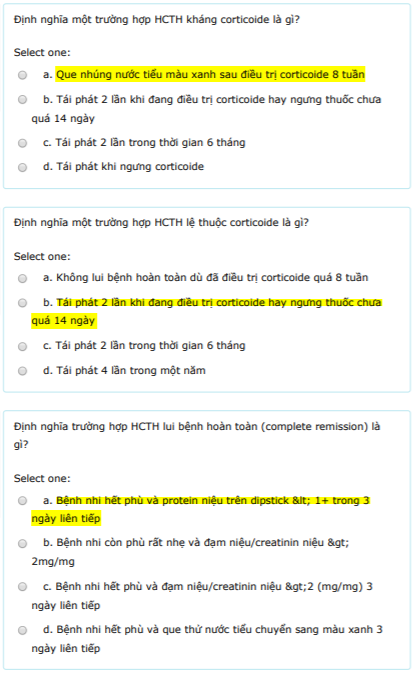 Định nghĩa một trường hợp HCTH kháng corticoide là gì?
Select one:
a. Que nhúng nước tiểu màu xanh sau điều trị corticoide 8 tuần
b. Tái phát 2 lần khi đang điều trị corticoide hay ngưng thuốc chưa
quá 14 ngày
c. Tái phát 2 lần trong thời gian 6 tháng
d. Tái phát khi ngưng corticoide
Định nghĩa một trường hợp HCTH lệ thuộc corticoide là gì?
Select one:
a. Không lui bệnh hoàn toàn dù đã điều trị corticoide quá 8 tuần
b. Tái phát 2 lần khi đang điều trị corticoide hay ngưng thuốc chưa
quá 14 ngày
c. Tái phát 2 lần trong thời gian 6 tháng
d. Tái phát 4 lần trong một năm
Định nghĩa trường hợp HCTH lui bệnh hoàn toàn (complete remission) là
gì?
Select one:
a. Bệnh nhi hết phù và protein niệu trên dipstick &lt; 1+ trong 3
ngày liên tiếp
b. Bệnh nhi còn phù rất nhẹ và đạm niệu/creatinin niệu &gt;
2mg/mg
c. Bệnh nhi hết phù và đạm niệu/creatinin niệu &gt;2 (mg/mg) 3
ngày liên tiếp
d. Bệnh nhi hết phù và que thử nước tiểu chuyển sang màu xanh 3
ngày liên tiếp